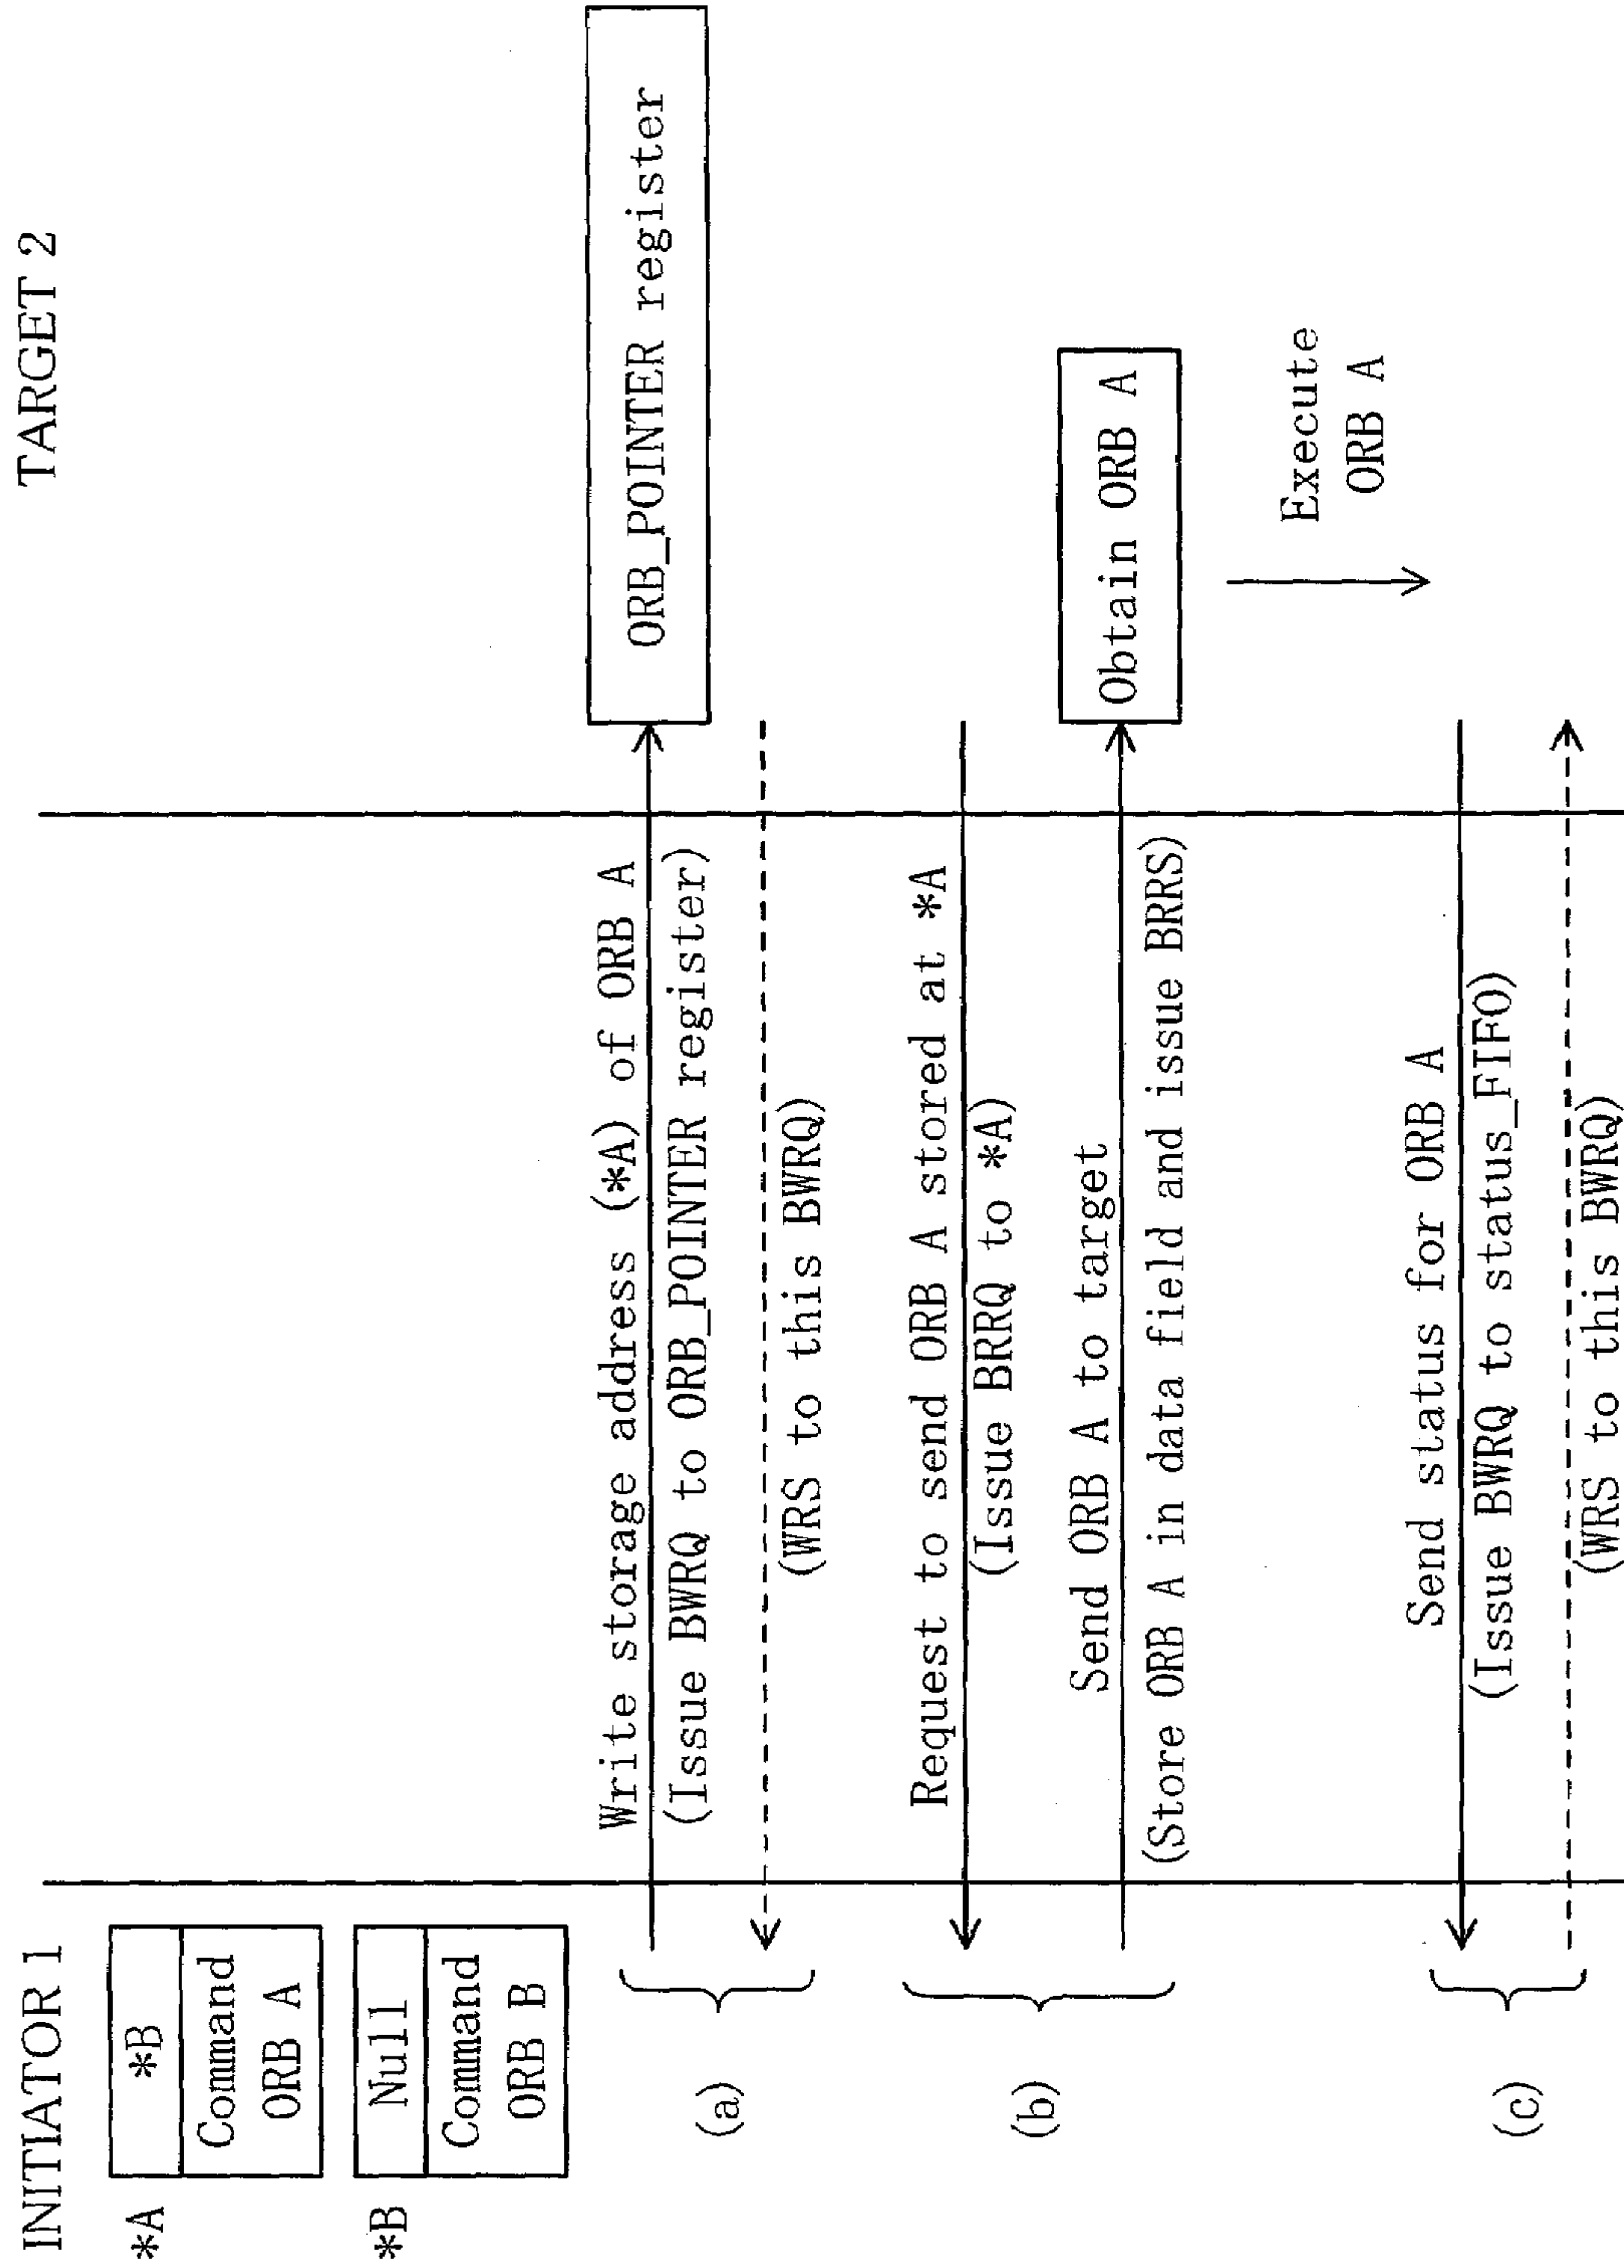 INITIATOR 1
TARGET 2
*A
*B
Command
ORB A
*B
Null
Command
ORB B
(a)
Write storage address (*A) of ORB A
(Issue BWRQ to ORB_POINTER register)
ORB_POINTER register
(WRS to this BWRQ)
(b)
Request to send ORB A stored at *A
(Issue BRRQ to *A)
Send ORB A to target
(Store ORB A in data field and issue BRRS)
Obtain ORB A
Execute
ORB A
(c)
Send status for ORB A
(Issue BWRQ to status_FIFO)
(WRS to this BWRQ)